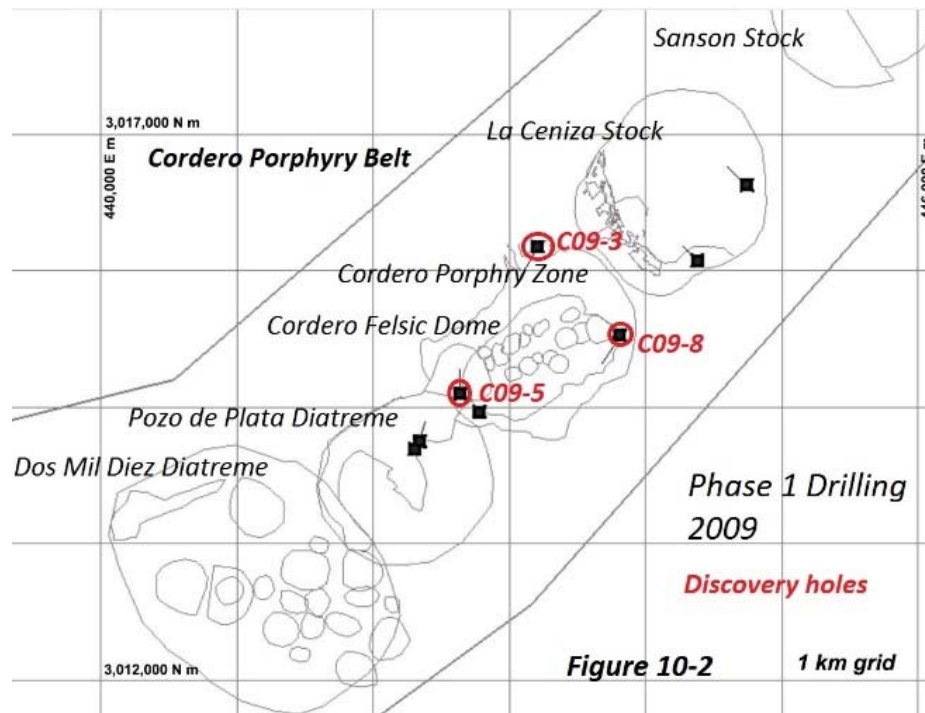 Sanson Stock
3,017,000 N m
La Ceniza Stock
440,000 E m
Cordero Porphyry Belt
C09-3
Cordero Porphry Zone
Cordero Felsic Dome
C09-8
C09-5
Pozo de Plata Diatreme
Dos Mil Diez Diatreme
Phase 1 Drilling
2009
Discovery holes
3,012,000 N m
Figure 10-2
1 km grid